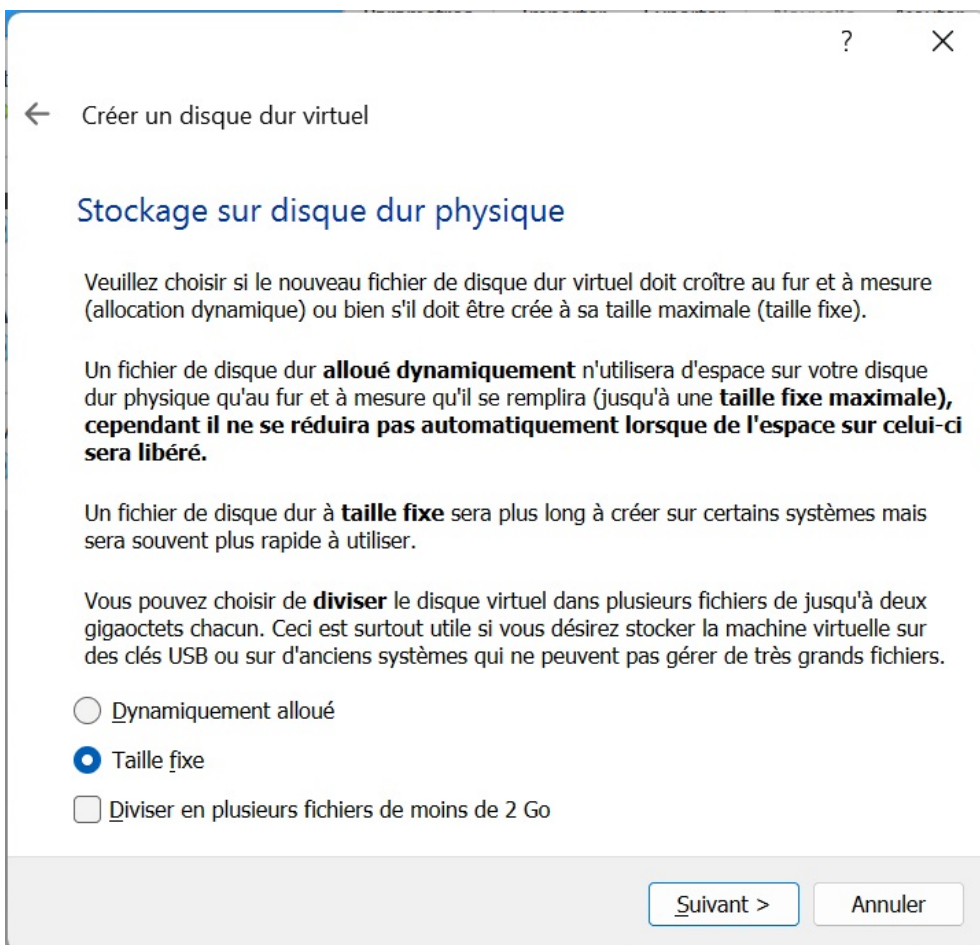 ?
Créer un disque dur virtuel
Stockage sur disque dur physique
Veuillez choisir si le nouveau fichier de disque dur virtuel doit croître au fur et à mesure
(allocation dynamique) ou bien s'il doit être crée à sa taille maximale (taille fixe).
Un fichier de disque dur alloué dynamiquement n'utilisera d'espace sur votre disque
dur physique qu'au fur et à mesure qu'il se remplira (jusqu'à une taille fixe maximale),
cependant il ne se réduira pas automatiquement lorsque de l'espace sur celui-ci
sera libéré.
Un fichier de disque dur à taille fixe sera plus long à créer sur certains systèmes mais
sera souvent plus rapide à utiliser.
Vous pouvez choisir de diviser le disque virtuel dans plusieurs fichiers de jusqu'à deux
gigaoctets chacun. Ceci est surtout utile si vous désirez stocker la machine virtuelle sur
des clés USB ou sur d'anciens systèmes qui ne peuvent pas gérer de très grands fichiers.
Dynamiquement alloué
Taille fixe
Diviser en plusieurs fichiers de moins de 2 Go
Suivant > Annuler